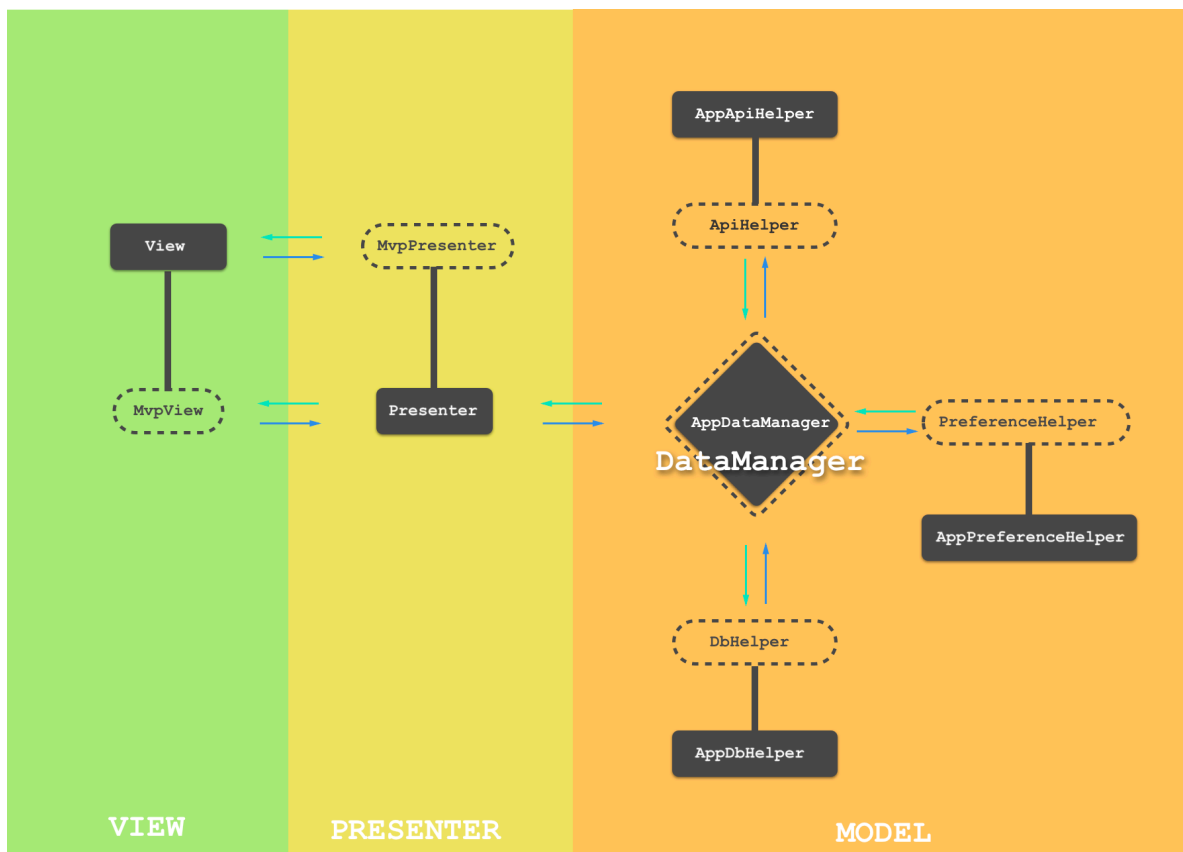 AppApiHelper
ApiHelper
View
MvpPresenter
MvpView
Presenter
AppDataManager
DataManager
PreferenceHelper
AppPreferenceHelper
DbHelper
AppDbHelper
VIEW
PRESENTER
MODEL